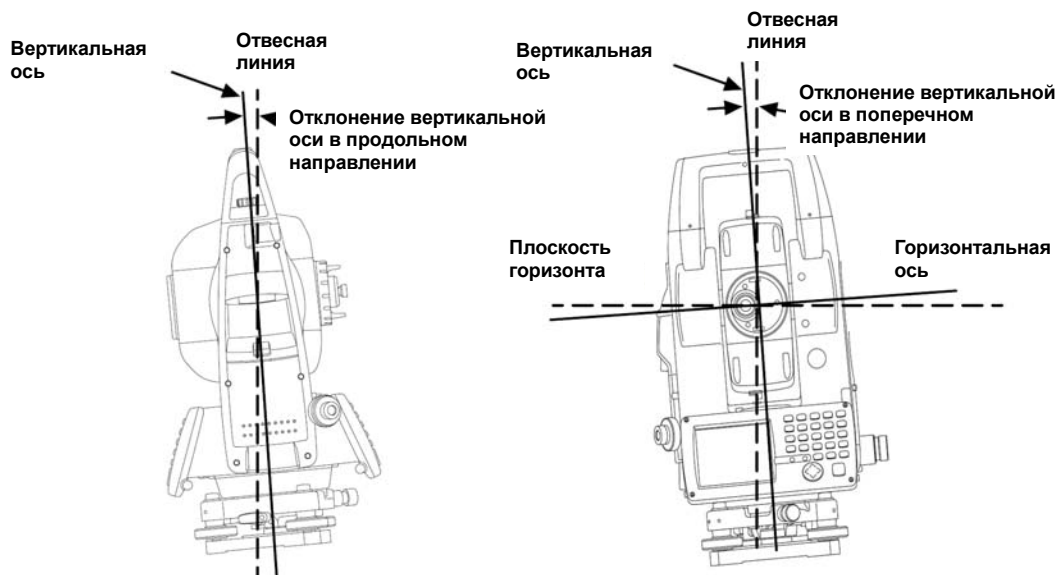 Вертикальная
ось
Отвесная
линия
Отклонение вертикальной
оси в продольном
направлении
Отвесная
линия
Вертикальная
ось
Отклонение вертикальной
оси в поперечном
направлении
Плоскость
горизонта
Горизонтальная
ось